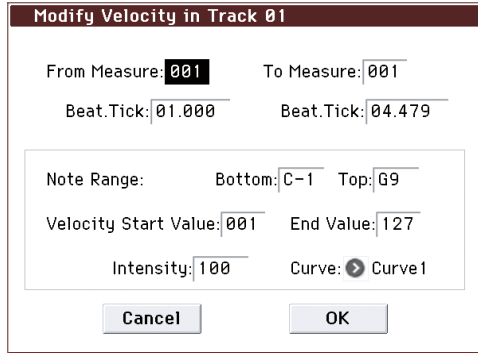 Modify Velocity in Track 01
From Measure: 001 To Measure: 001
Beat.Tick: 01.000 Beat.Tick: 04.479
Note Range: Bottom: C-1 Top: G9
Velocity Start Value: 001 End Value: 127
Intensity: 100 Curve: Curve1
Cancel OK